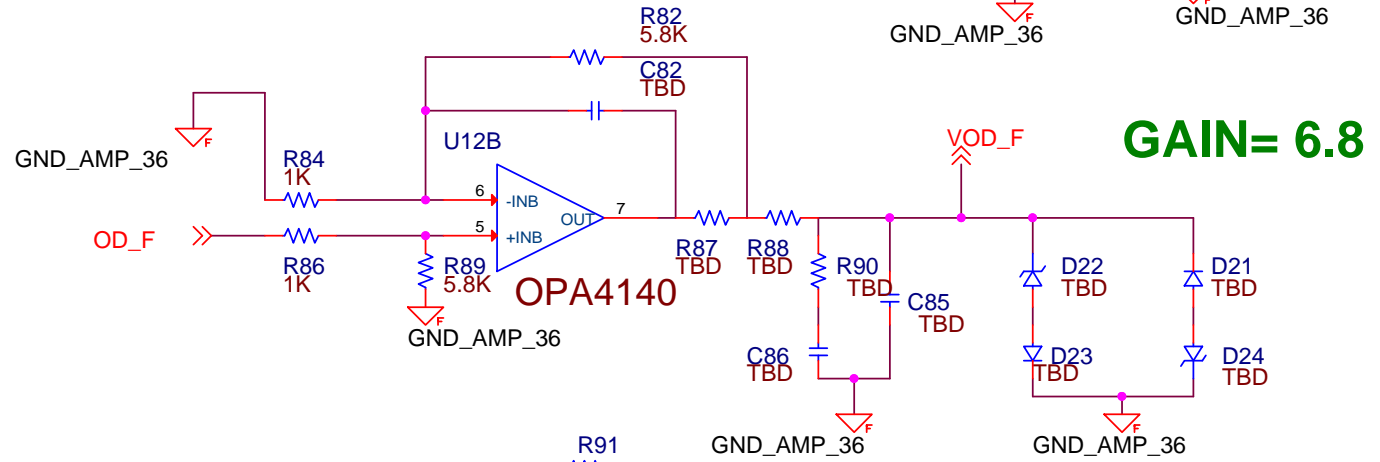 R82
5.8K
C82
TBD
GND_AMP_36
GND_AMP_36
GND_AMP_36
U12B
VOD_F
GAIN= 6.8
R84
1K
6
-INB
7
OUT
5
+INB
OD_F
R86
1K
R89
5.8K
OPA4140
GND_AMP_36
R87
TBD
R88
TBD
R90
TBD
C85
TBD
C86
TBD
D22
TBD
D21
TBD
D23
TBD
D24
TBD
F
F
F
F
F
F
GND_AMP_36
GND_AMP_36
R91